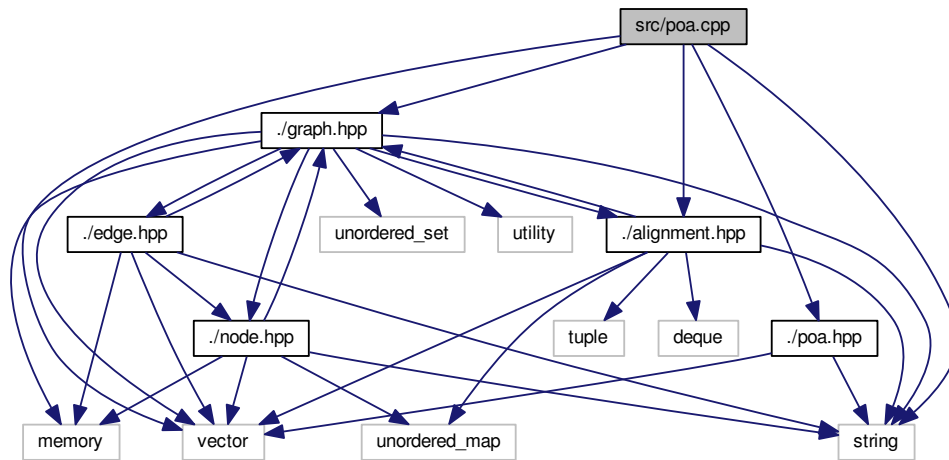 src/poa.cpp
./graph.hpp
./edge.hpp
unordered_set
utility
./alignment.hpp
./node.hpp
tuple
deque
./poa.hpp
memory
vector
unordered_map
string